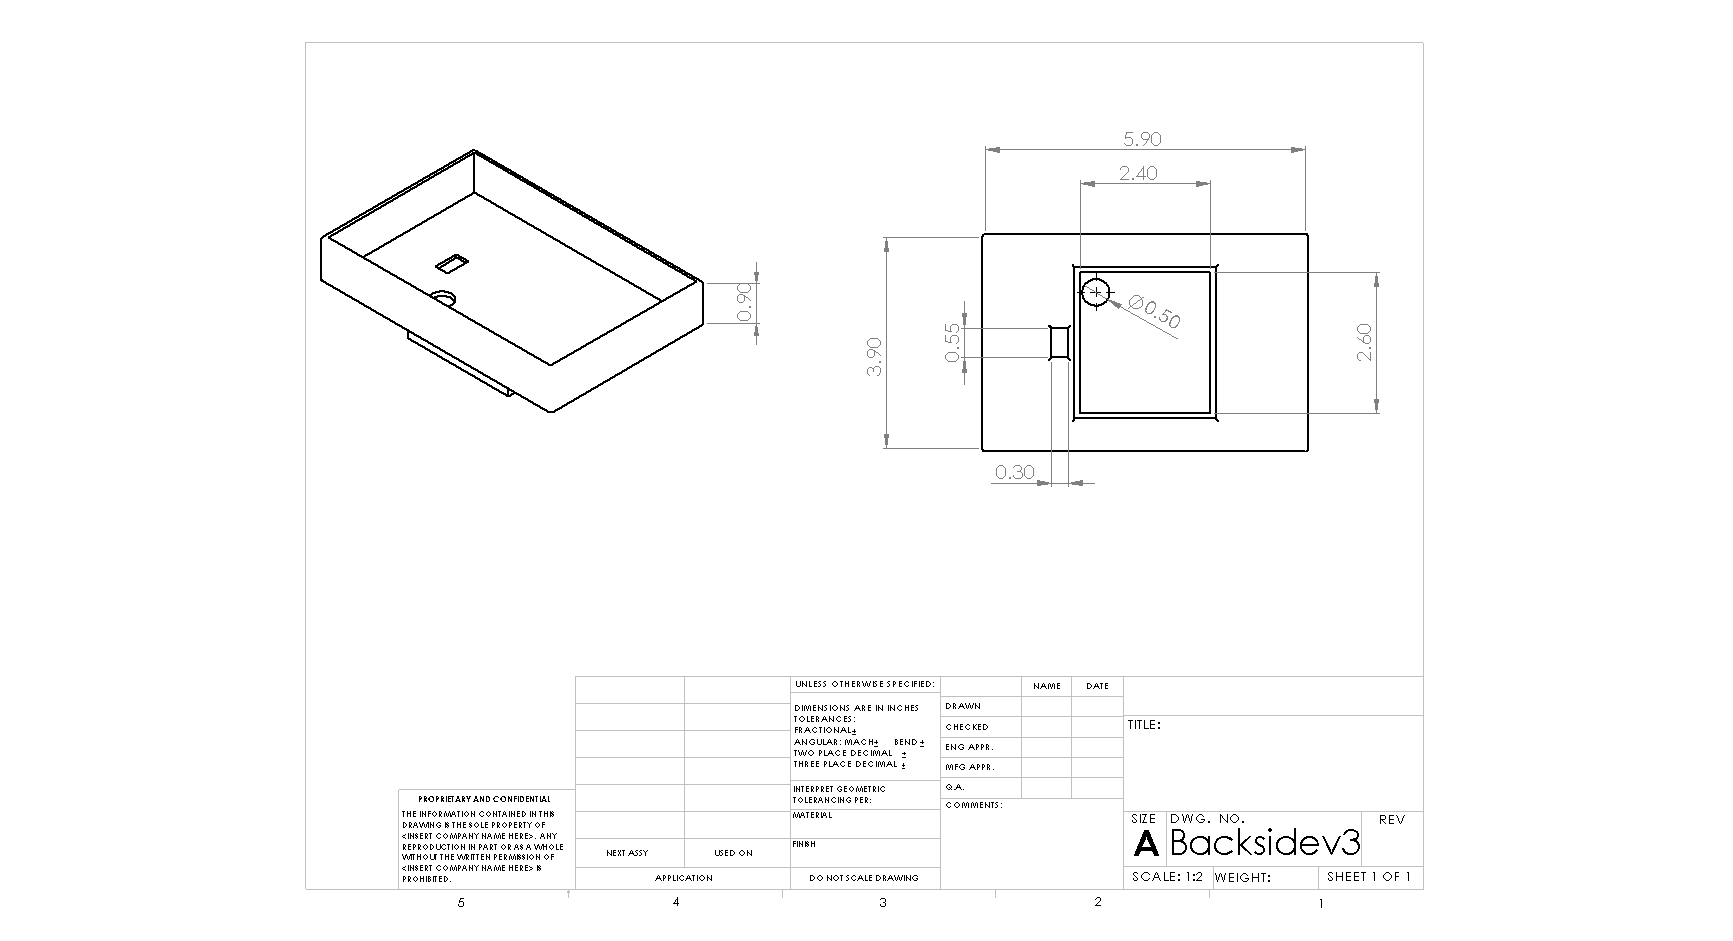 5.90
2.40
0.90
3.90
0.55
Ø0.50
2.60
0.30
UNLESS OTHERWISE SPECIFIED:
DIMENSIONS ARE IN INCHES
TOLERANCES:
FRACTIONAL±
ANGULAR: MACH± BEND ±
TWO PLACE DECIMAL ±
THREE PLACE DECIMAL ±
INTERPRET GEOMETRIC
TOLERANCING PER:
MATERIAL
FINISH
DO NOT SCALE DRAWING
NAME DATE
DRAWN
CHECKED
ENG APPR.
MFG APPR.
Q.A.
COMMENTS:
TITLE:
SIZE DWG. NO. REV
A Backsidev3
SCALE: 1:2 WEIGHT: SHEET 1 OF 1
PROPRIETARY AND CONFIDENTIAL
THE INFORMATION CONTAINED IN THIS
DRAWING IS THE SOLE PROPERTY OF
<INSERT COMPANY NAME HERE>. ANY
REPRODUCTION IN PART OR AS A WHOLE
WITHOUT THE WRITTEN PERMISSION OF
<INSERT COMPANY NAME HERE> IS
PROHIBITED.
NEXT ASSY USED ON
APPLICATION
5 4 3 2 1